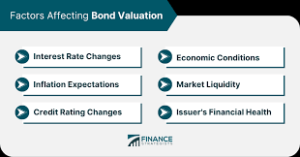 Factors Affecting Bond Valuation
Interest Rate Changes
Economic Conditions
Inflation Expectations
Market Liquidity
Credit Rating Changes
Issuer's Financial Health
FINANCE
STRATEGISTS